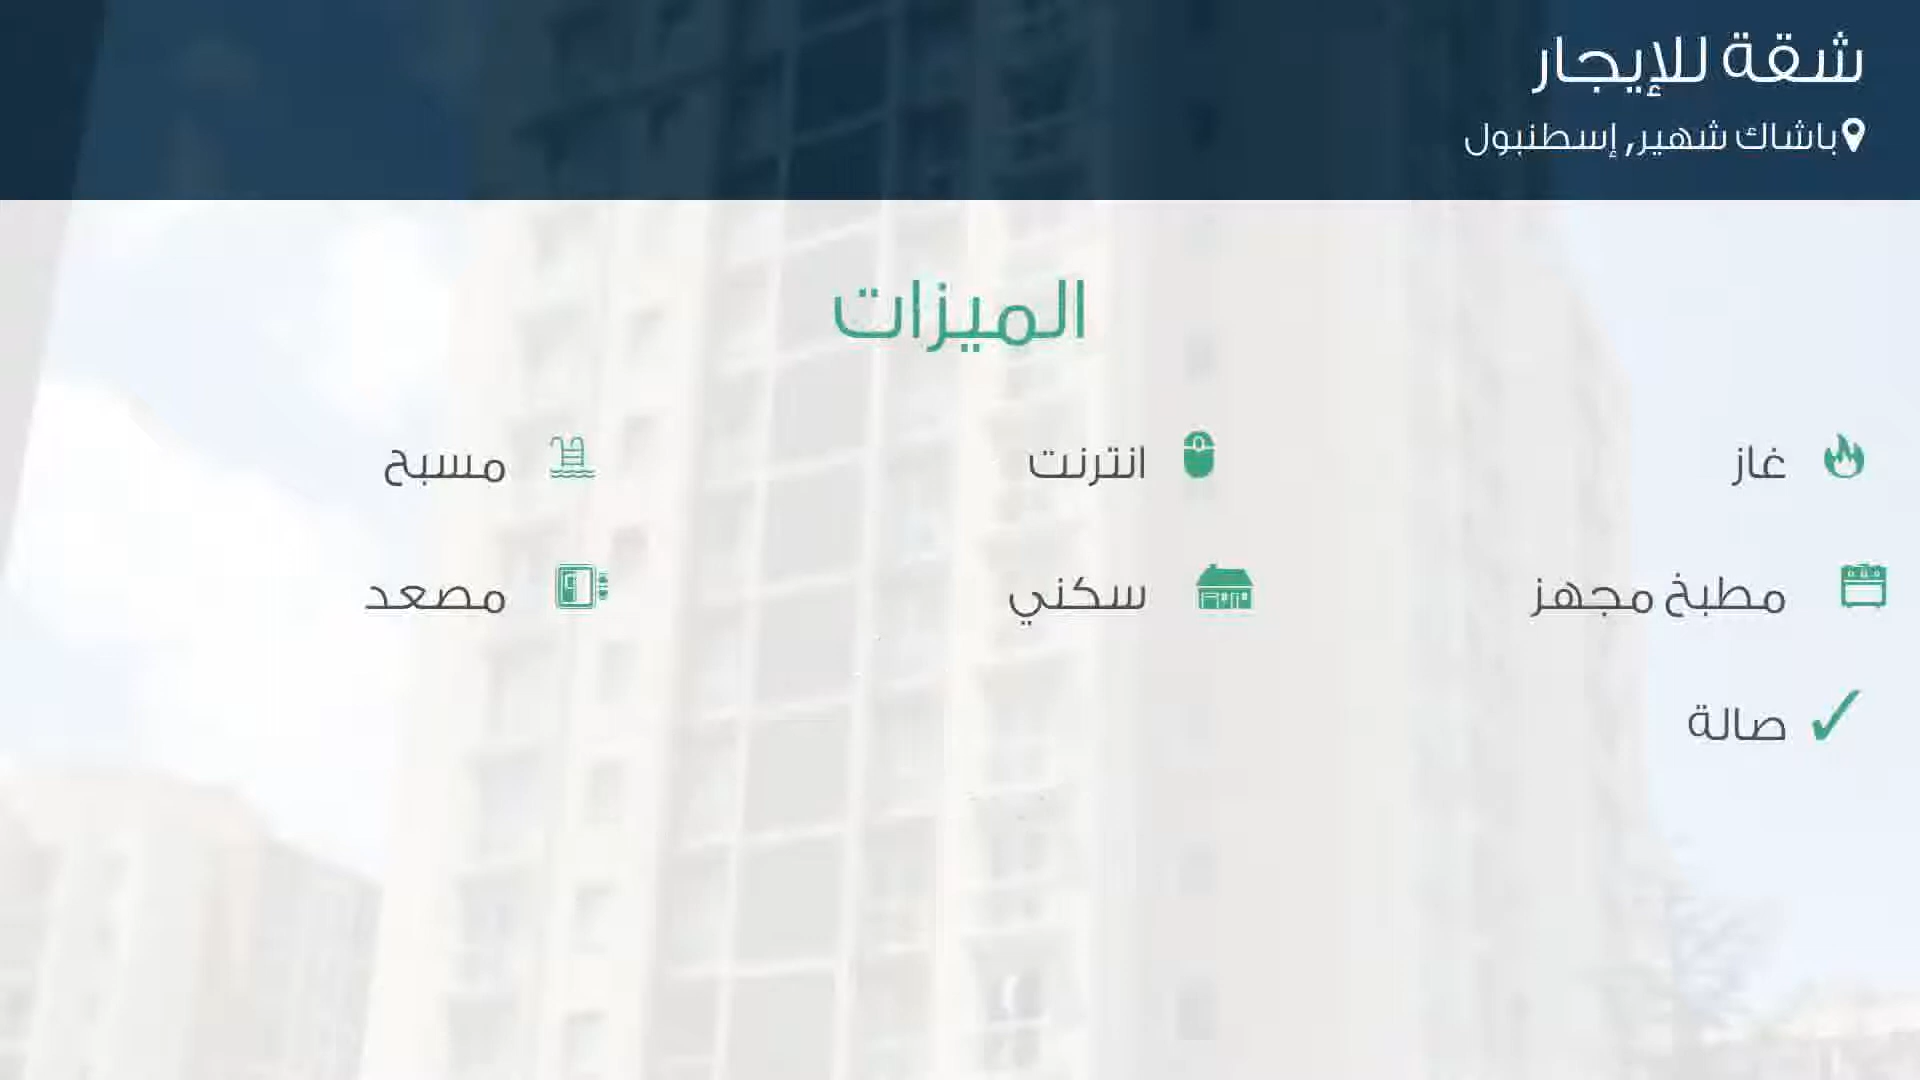 شقة للإيجار
باشاك شهير, إسطنبول
الميزات
غاز
انترنت
مسبح
مطبخ مجهز
سكني
مصعد
صالة